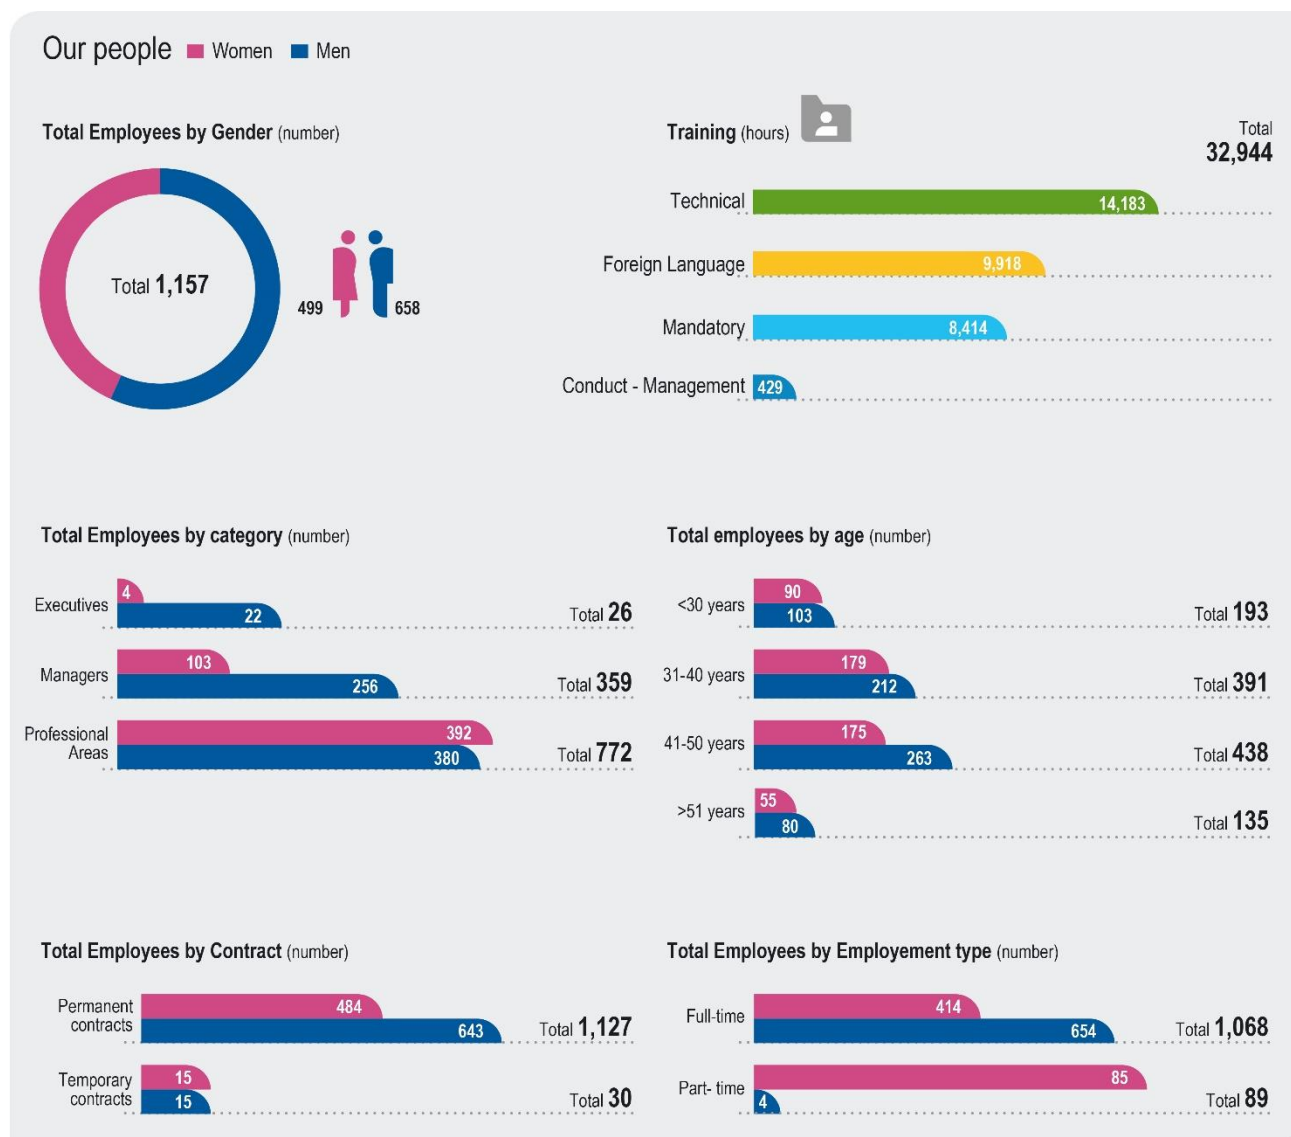 Our people
Women
Men
Total Employees by Gender (number)
Total 1,157
499
658
Training (hours)
Total
32,944
Technical
14,183
Foreign Language
9,918
Mandatory
8,414
Conduct - Management
429
Total Employees by category (number)
Executives
4
22
Total 26
Managers
103
256
Total 359
Professional
Areas
392
380
Total 772
Total employees by age (number)
<30 years
90
103
Total 193
31-40 years
179
212
Total 391
41-50 years
175
263
Total 438
>51 years
55
80
Total 135
Total Employees by Contract (number)
Permanent
contracts
484
643
Total 1,127
Temporary
contracts
15
15
Total 30
Total Employees by Employement type (number)
Full-time
414
654
Total 1,068
Part- time
85
4
Total 89